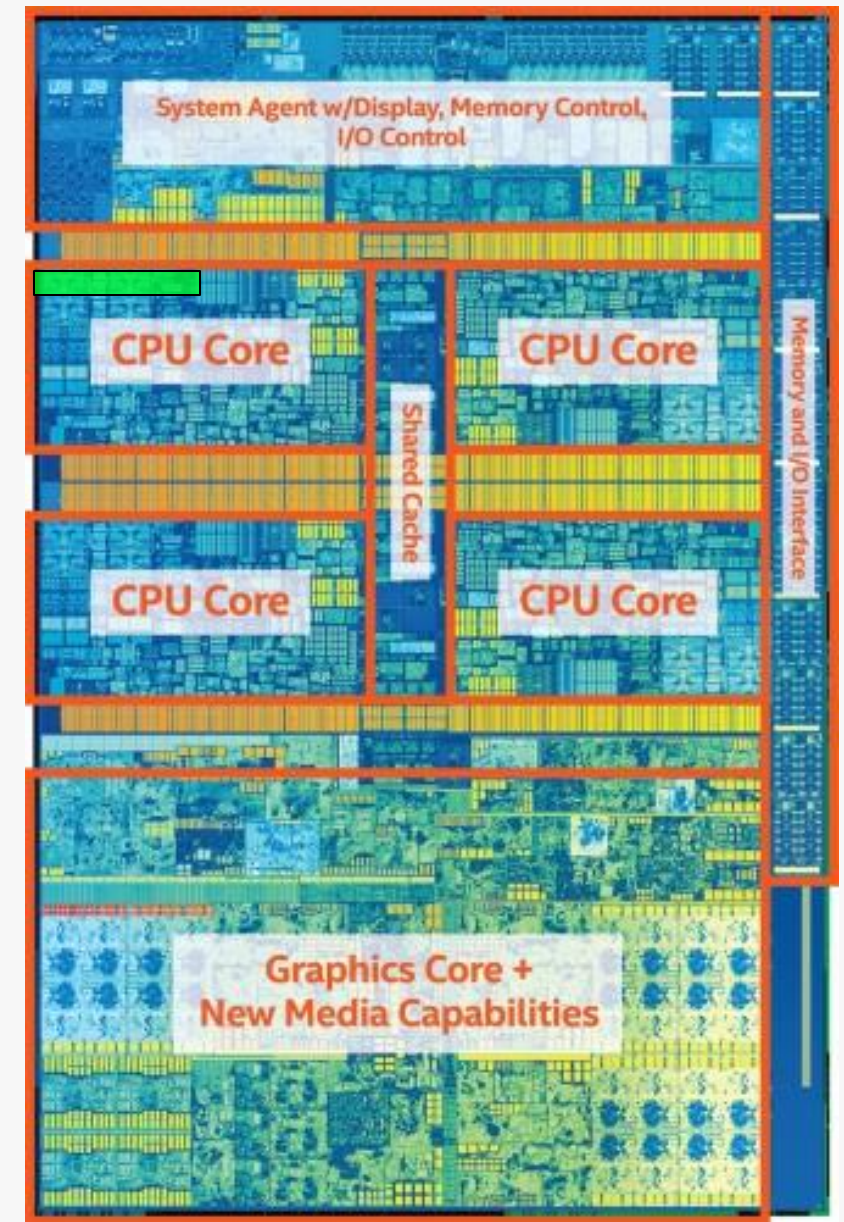 System Agent w/Display, Memory Control,
I/O Control
CPU Core
CPU Core
Shared Cache
Memory and I/O Interface
CPU Core
CPU Core
Graphics Core +
New Media Capabilities